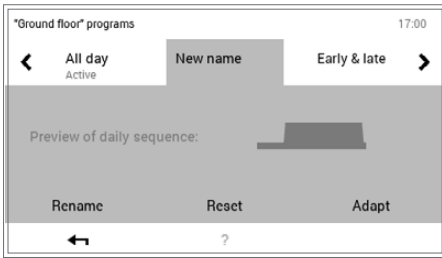 "Ground floor" programs 17:00
All day New name Early & late
Active
Preview of daily sequence:
Rename Reset Adapt
?